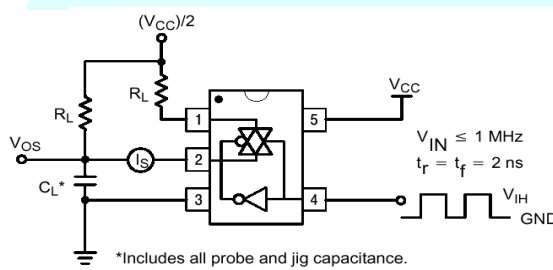 (VCC)/2
RL
RL
VCC
1
5
VOS
IS
2
VIN ≤ 1 MHz
tr = tf = 2 ns
CL*
3
4
VIH
GND
*Includes all probe and jig capacitance.